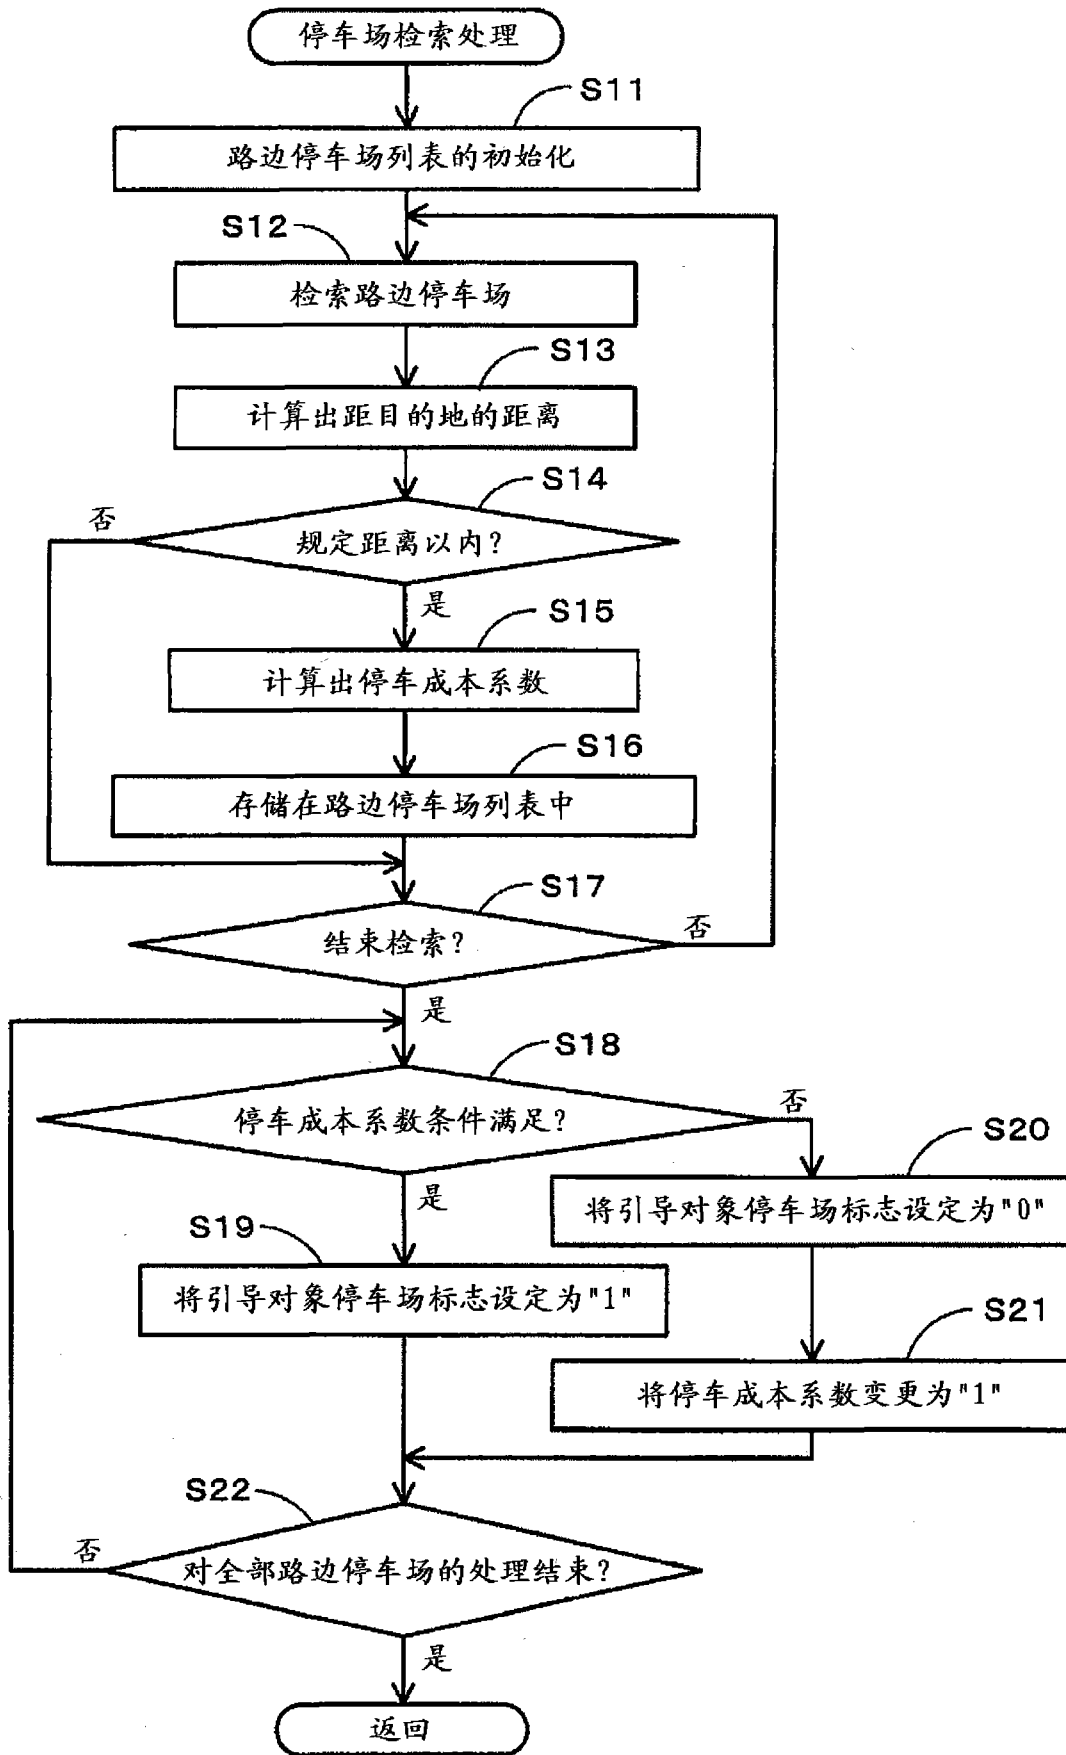 停车场检索处理
S11
路边停车场列表的初始化
S12
检索路边停车场
S13
计算出距目的地的距离
S14
否
规定距离以内?
是
S15
计算出停车成本系数
S16
存储在路边停车场列表中
S17
结束检索?
否
是
S18
停车成本系数条件满足?
否
S20
是
将引导对象停车场标志设定为"0"
S19
将引导对象停车场标志设定为"1"
S21
将停车成本系数变更为"1"
S22
否
对全部路边停车场的处理结束?
是
返回